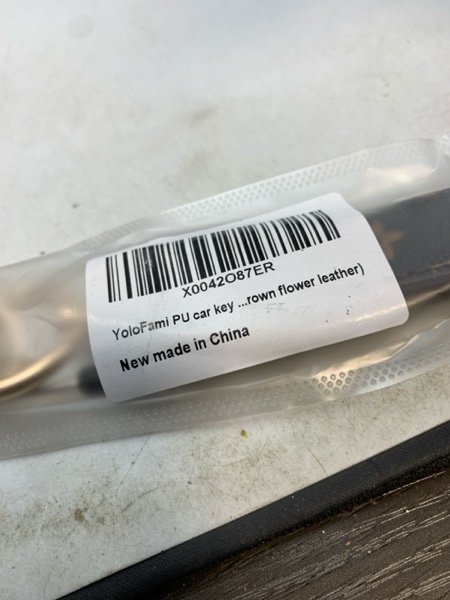 X0042O87ER
YoloFami PU car key ...rown flower leather)
New made in China